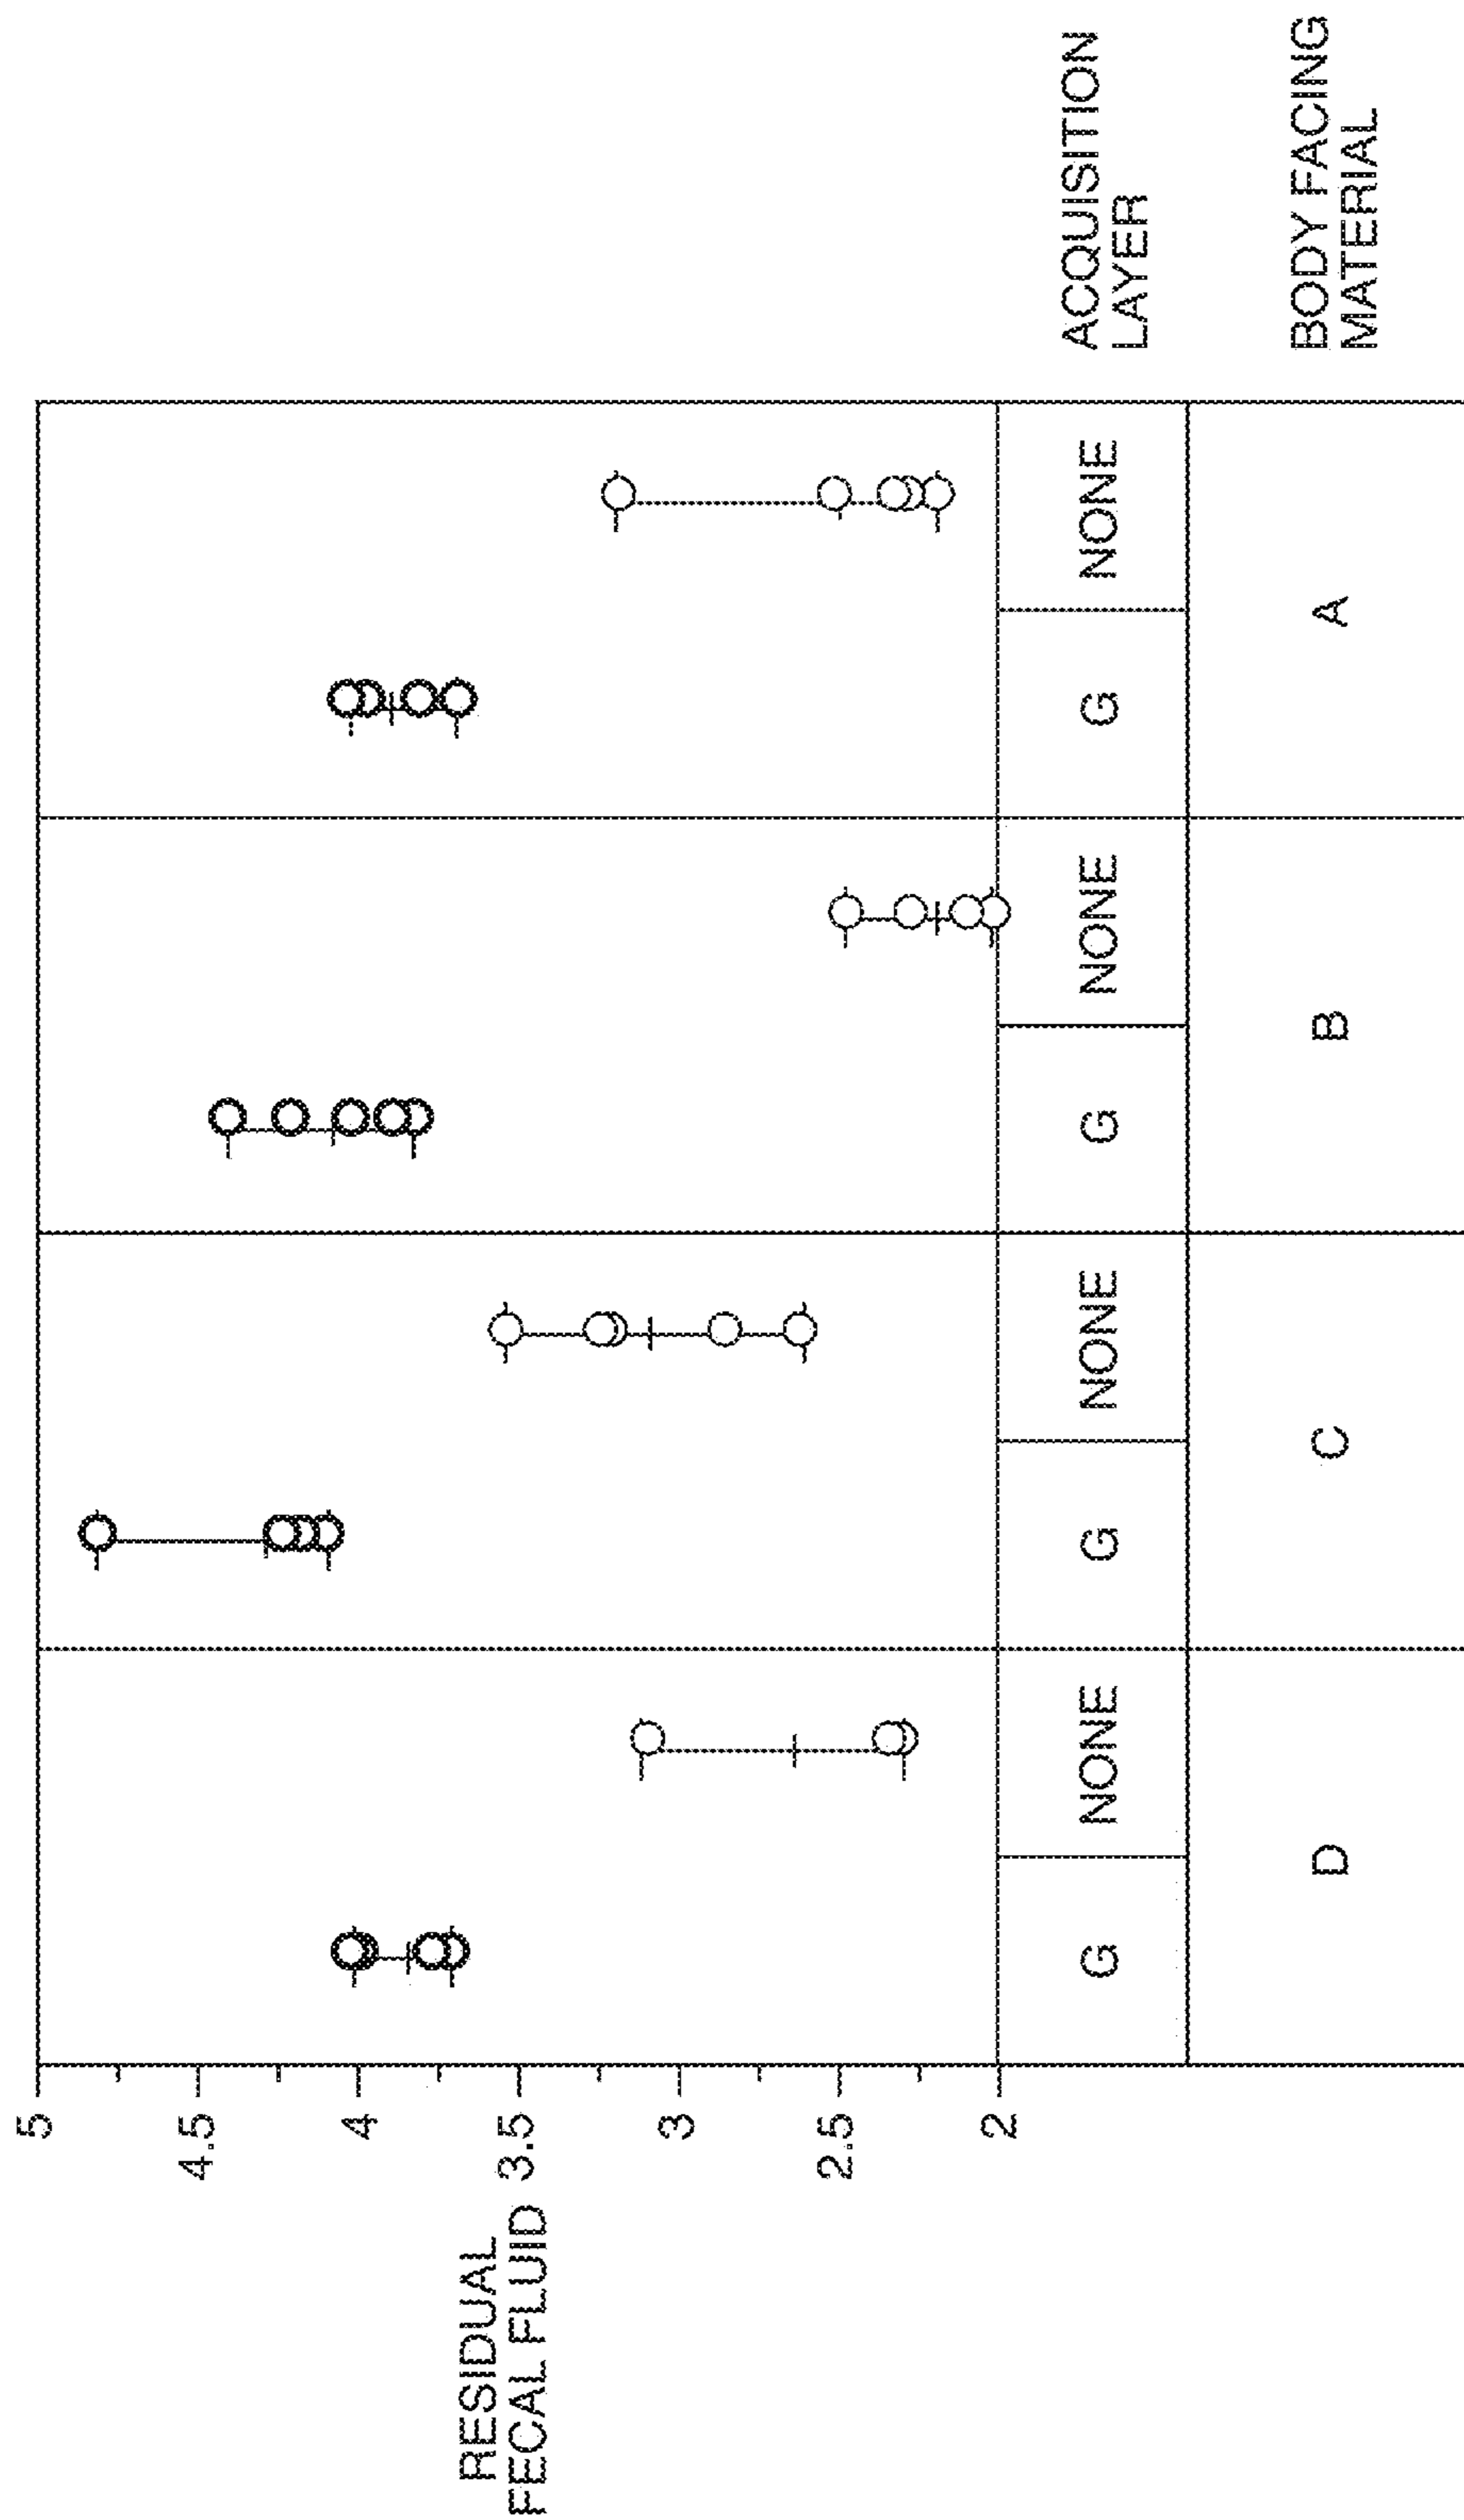 RESIDUAL
FECAL FLUID
5
4.5
4
3.5
3
2.5
2
G NONE G NONE G NONE G NONE
ACQUISITION
LAYER
D C B A
BODY FACING
MATERIAL